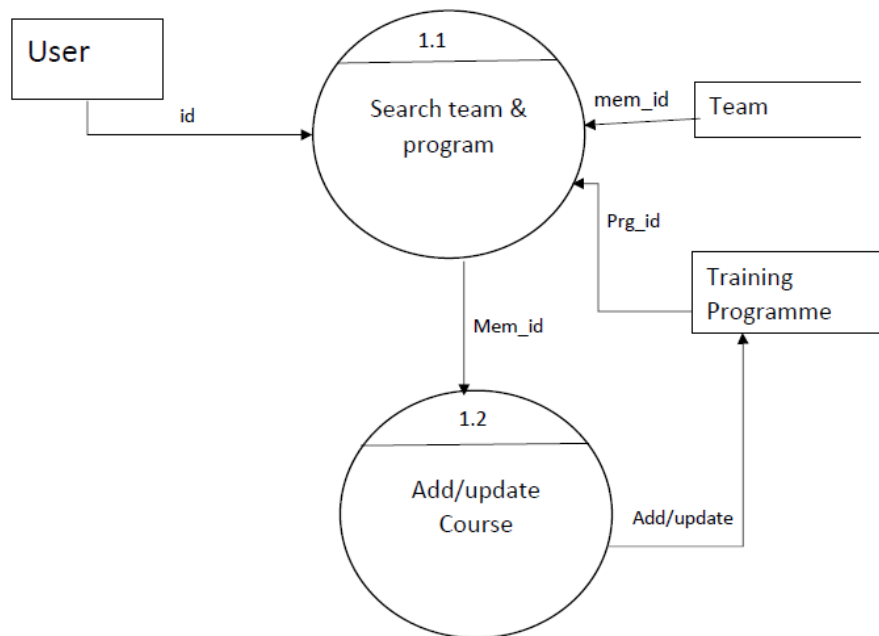 User
1.1
id
Search team &
program
mem_id
Team
Prg_id
Training
Programme
Mem_id
1.2
Add/update
Course
Add/update